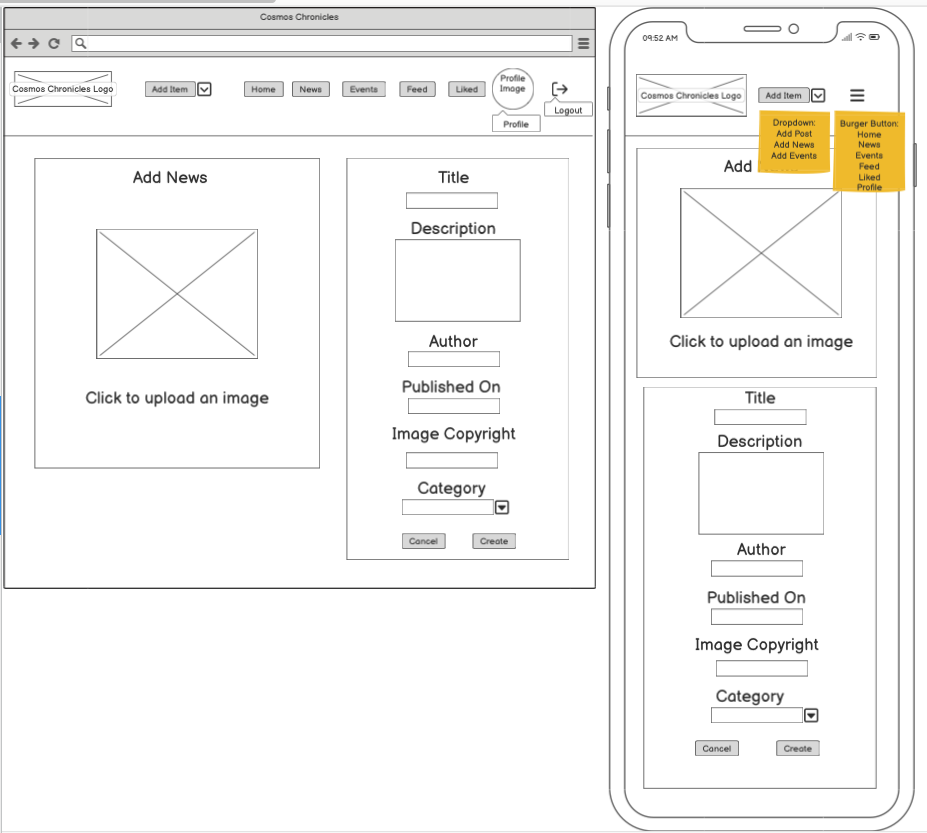 Cosmos Chronicles
Cosmos Chronicles Logo
Add Item
Home
News
Events
Feed
Liked
Profile
Image
Logout
Profile
Add News
Click to upload an image
Title
Description
Author
Published On
Image Copyright
Category
Cancel
Create
09:52 AM
Cosmos Chronicles Logo
Add Item
Dropdown:
Add Post
Add News
Add Events
Burger Button:
Home
News
Events
Feed
Liked
Profile
Add
Click to upload an image
Title
Description
Author
Published On
Image Copyright
Category
Cancel
Create